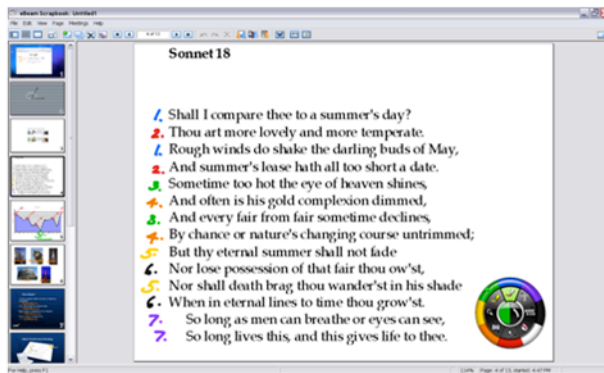 eBeam Scrapbook: Untitled1
File Edit View Page Meetings Help
Sonnet 18
1. Shall I compare thee to a summer's day?
2. Thou art more lovely and more temperate.
1. Rough winds do shake the darling buds of May,
2. And summer's lease hath all too short a date.
3. Sometime too hot the eye of heaven shines,
4. And often is his gold complexion dimmed,
3. And every fair from fair sometime declines,
4. By chance or nature's changing course untrimmed;
5. But thy eternal summer shall not fade
6. Nor lose possession of that fair thou ow'st,
5. Nor shall death brag thou wander'st in his shade
6. When in eternal lines to time thou grow'st.
7. So long as men can breathe or eyes can see,
7. So long lives this, and this gives life to thee.
For Help, press F1